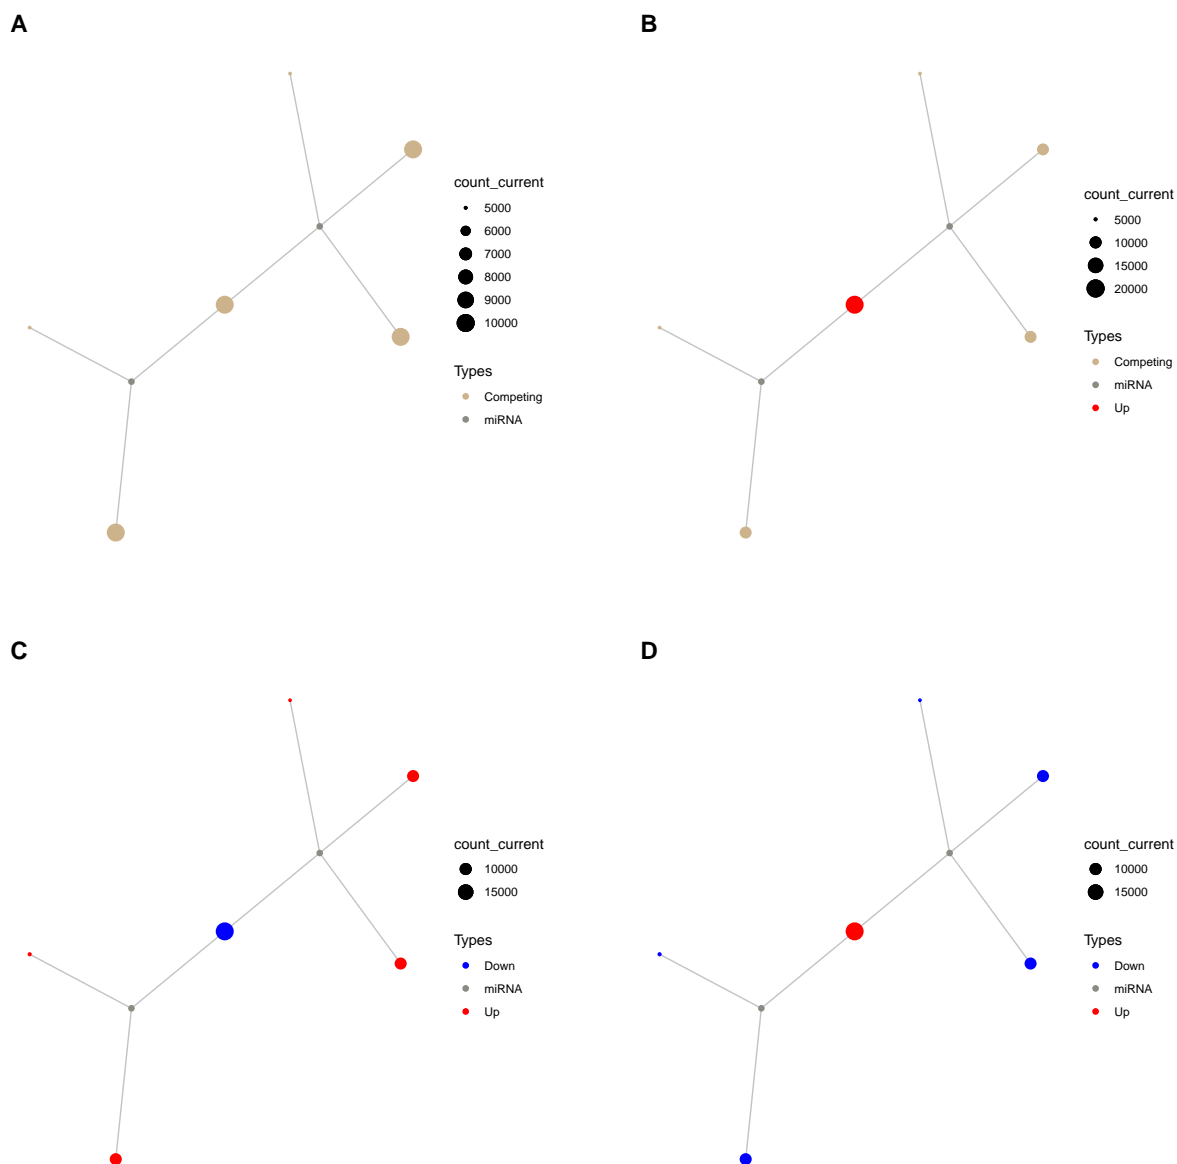 A
count_current
5000
6000
7000
8000
9000
10000
Types
Competing
miRNA
B
count_current
5000
10000
15000
20000
Types
Competing
miRNA
Up
C
count_current
10000
15000
Types
Down
miRNA
Up
D
count_current
10000
15000
Types
Down
miRNA
Up